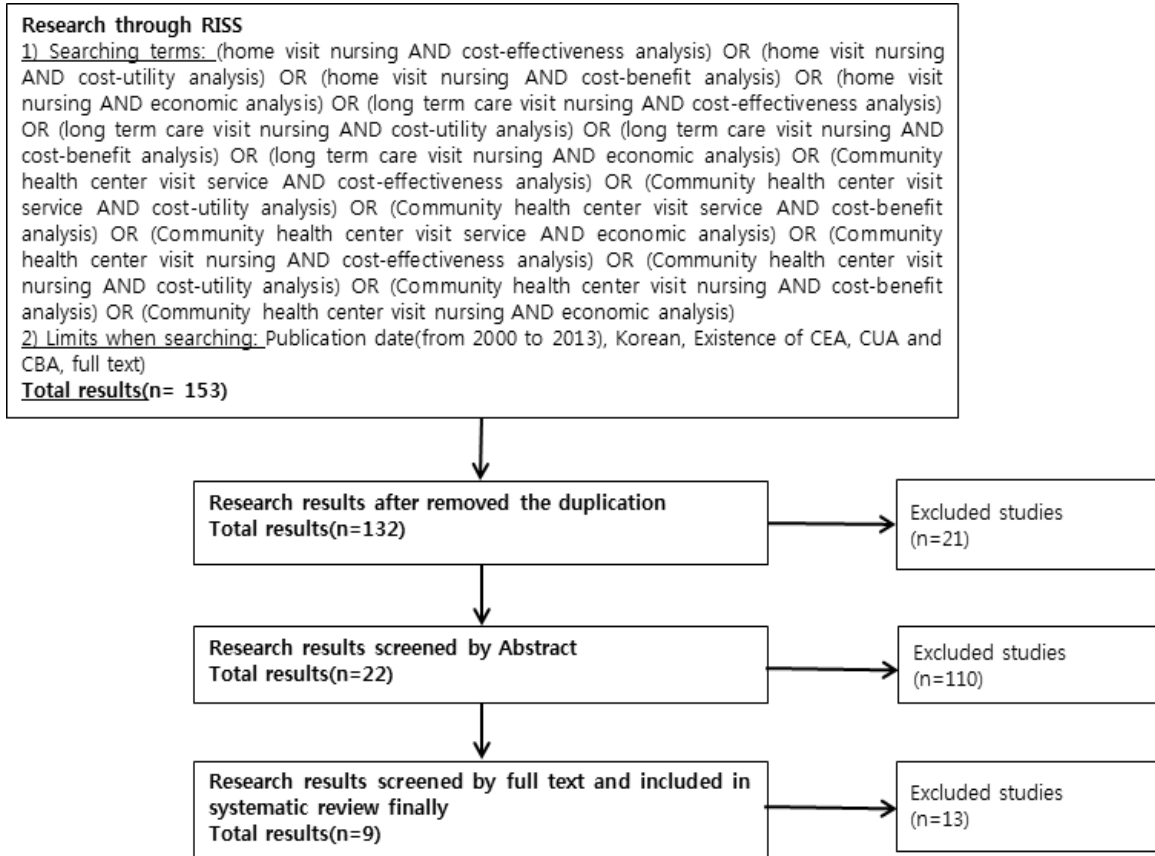 Research through RISS
1) Searching terms: (home visit nursing AND cost-effectiveness analysis) OR (home visit nursing
AND cost-utility analysis) OR (home visit nursing AND cost-benefit analysis) OR (home visit
nursing AND economic analysis) OR (long term care visit nursing AND cost-effectiveness analysis)
OR (long term care visit nursing AND cost-utility analysis) OR (long term care visit nursing AND
cost-benefit analysis) OR (long term care visit nursing AND economic analysis) OR (Community
health center visit service AND cost-effectiveness analysis) OR (Community health center visit
service AND cost-utility analysis) OR (Community health center visit service AND cost-benefit
analysis) OR (Community health center visit service AND economic analysis) OR (Community
health center visit nursing AND cost-effectiveness analysis) OR (Community health center visit
nursing AND cost-utility analysis) OR (Community health center visit nursing AND cost-benefit
analysis) OR (Community health center visit nursing AND economic analysis)
2) Limits when searching: Publication date(from 2000 to 2013), Korean, Existence of CEA, CUA and
CBA, full text)
Total results(n= 153)
Research results after removed the duplication
Total results(n=132)
Excluded studies
(n=21)
Research results screened by Abstract
Total results(n=22)
Excluded studies
(n=110)
Research results screened by full text and included in
systematic review finally
Total results(n=9)
Excluded studies
(n=13)